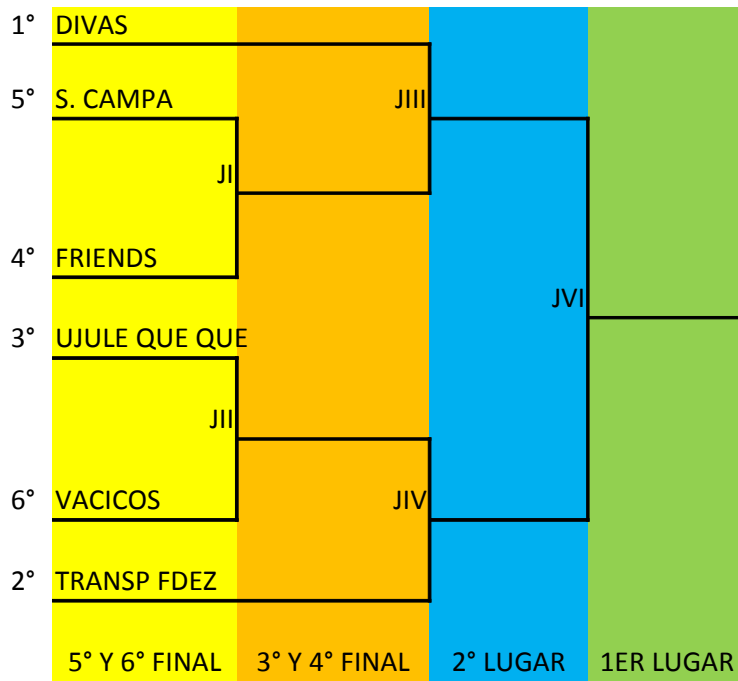 1° DIVAS
5° S. CAMPA JIII
JI
4° FRIENDS
JVI
3° UJULE QUE QUE
JII
6° VACICOS JIV
2° TRANSP FDEZ
5° Y 6° FINAL 3° Y 4° FINAL 2° LUGAR 1ER LUGAR